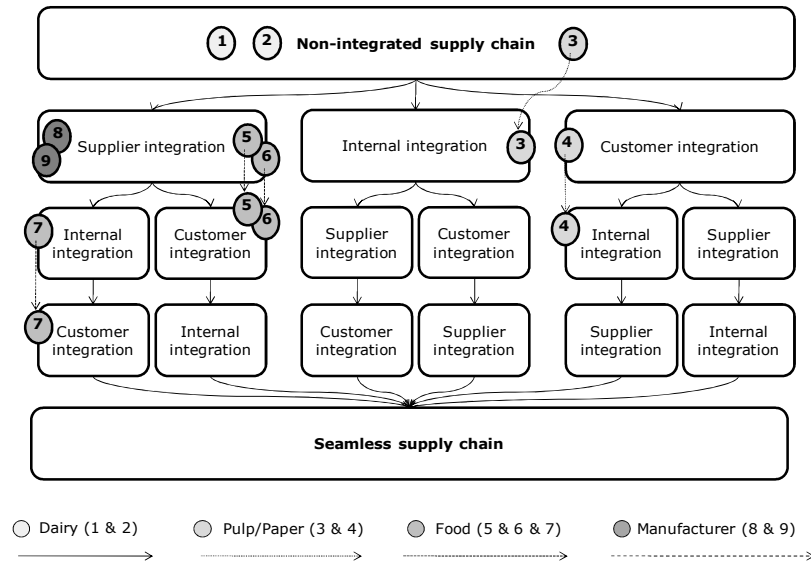 1 2 Non-integrated supply chain 3
8
9
Supplier integration
5
6
Internal integration
3
4
Customer integration
7
Internal
integration
Customer
integration
5
6
Supplier
integration
Customer
integration
4
Internal
integration
Supplier
integration
7
Customer
integration
Internal
integration
Customer
integration
Supplier
integration
Supplier
integration
Internal
integration
Seamless supply chain
Dairy (1 & 2)
Pulp/Paper (3 & 4)
Food (5 & 6 & 7)
Manufacturer (8 & 9)